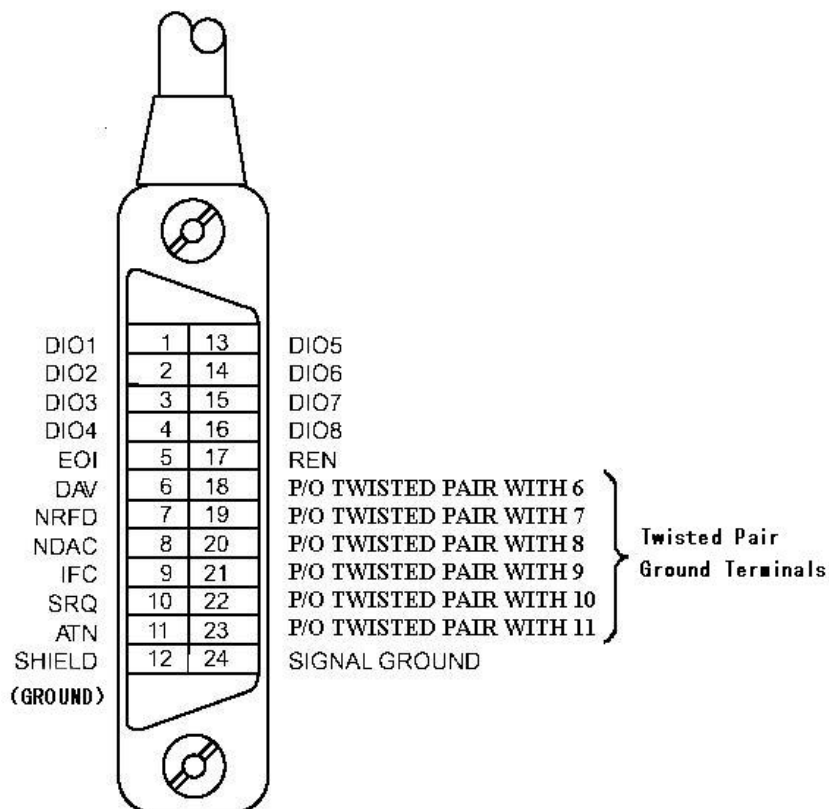 DIO1 1 13 DIO5
DIO2 2 14 DIO6
DIO3 3 15 DIO7
DIO4 4 16 DIO8
EOI 5 17 REN
DAV 6 18 P/O TWISTED PAIR WITH 6
NRFD 7 19 P/O TWISTED PAIR WITH 7
NDAC 8 20 P/O TWISTED PAIR WITH 8
IFC 9 21 P/O TWISTED PAIR WITH 9
SRQ 10 22 P/O TWISTED PAIR WITH 10
ATN 11 23 P/O TWISTED PAIR WITH 11
SHIELD 12 24 SIGNAL GROUND
(GROUND)
Twisted Pair
Ground Terminals